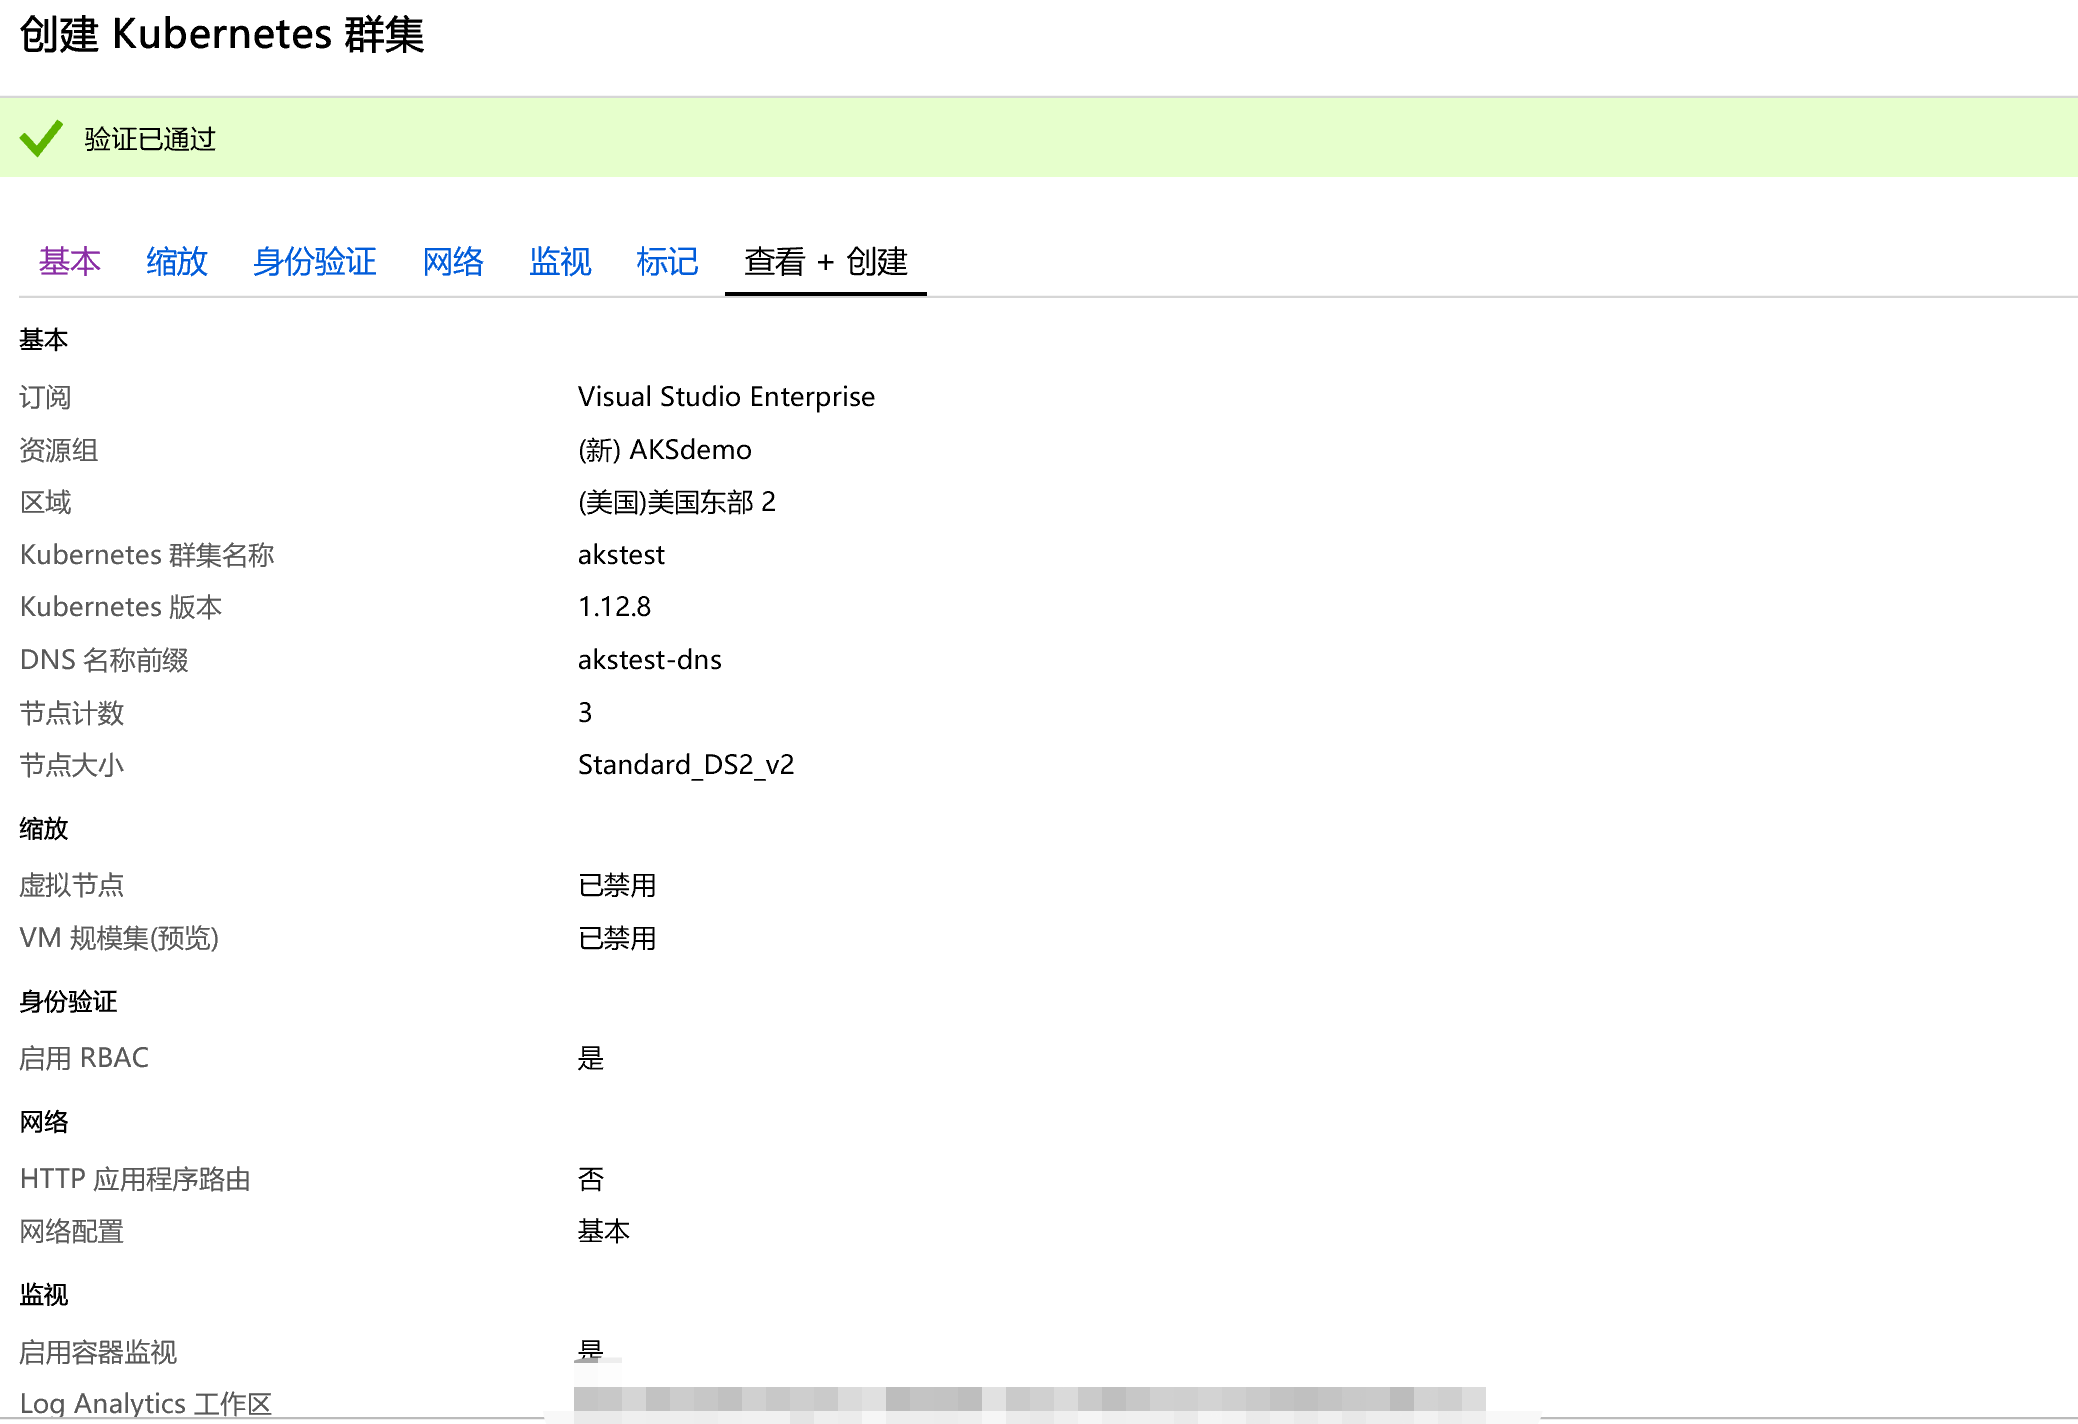 创建 Kubernetes 群集
验证已通过
基本 缩放 身份验证 网络 监视 标记 查看 + 创建
基本
订阅 Visual Studio Enterprise
资源组 (新) AKSdemo
区域 (美国)美国东部 2
Kubernetes 群集名称 akstest
Kubernetes 版本 1.12.8
DNS 名称前缀 akstest-dns
节点计数 3
节点大小 Standard_DS2_v2
缩放
虚拟节点 已禁用
VM 规模集(预览) 已禁用
身份验证
启用 RBAC 是
网络
HTTP 应用程序路由 否
网络配置 基本
监视
启用容器监视 是
Log Analytics 工作区